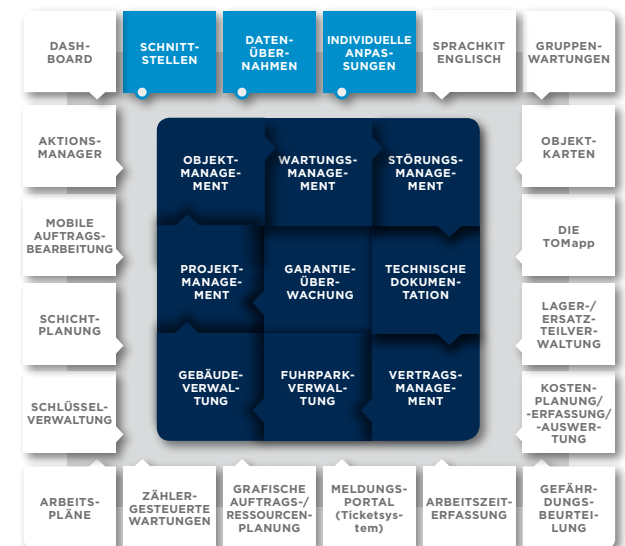 DASH-
BOARD
SCHNITT-
STELLEN
DATEN-
ÜBER-
NAHMEN
INDIVIDUELLE
ANPAS-
SUNGEN
SPRACHKIT
ENGLISCH
GRUPPEN-
WARTUNGEN
AKTIONS-
MANAGER
OBJEKT-
MANAGE-
MENT
WARTUNGS-
MANAGE-
MENT
STÖRUNGS-
MANAGE-
MENT
OBJEKT-
KARTEN
MOBILE
AUFTRAGS-
BEARBEITUNG
DIE
TOMapp
PROJEKT-
MANAGE-
MENT
GARANTIE-
ÜBER-
WACHUNG
TECHNISCHE
DOKUMEN-
TATION
SCHICHT-
PLANUNG
LAGER-/
ERSATZ-
TEILVER-
WALTUNG
GEBÄUDE-
VERWAL-
TUNG
FUHRPARK-
VERWAL-
TUNG
VERTRAGS-
MANAGE-
MENT
SCHLÜSSEL-
VERWALTUNG
KOSTEN-
PLANUNG/
-ERFASSUNG/
-AUSWER-
TUNG
ARBEITS-
PLÄNE
ZÄHLER-
GESTEUERTE
WARTUNGEN
GRAFISCHE
AUFTRAGS-/
RESSOURCEN-
PLANUNG
MELDUNGS-
PORTAL
(Ticketsys-
tem)
ARBEITSZEIT-
ERFASSUNG
GEFÄHR-
DUNGS-
BEURTEI-
LUNG